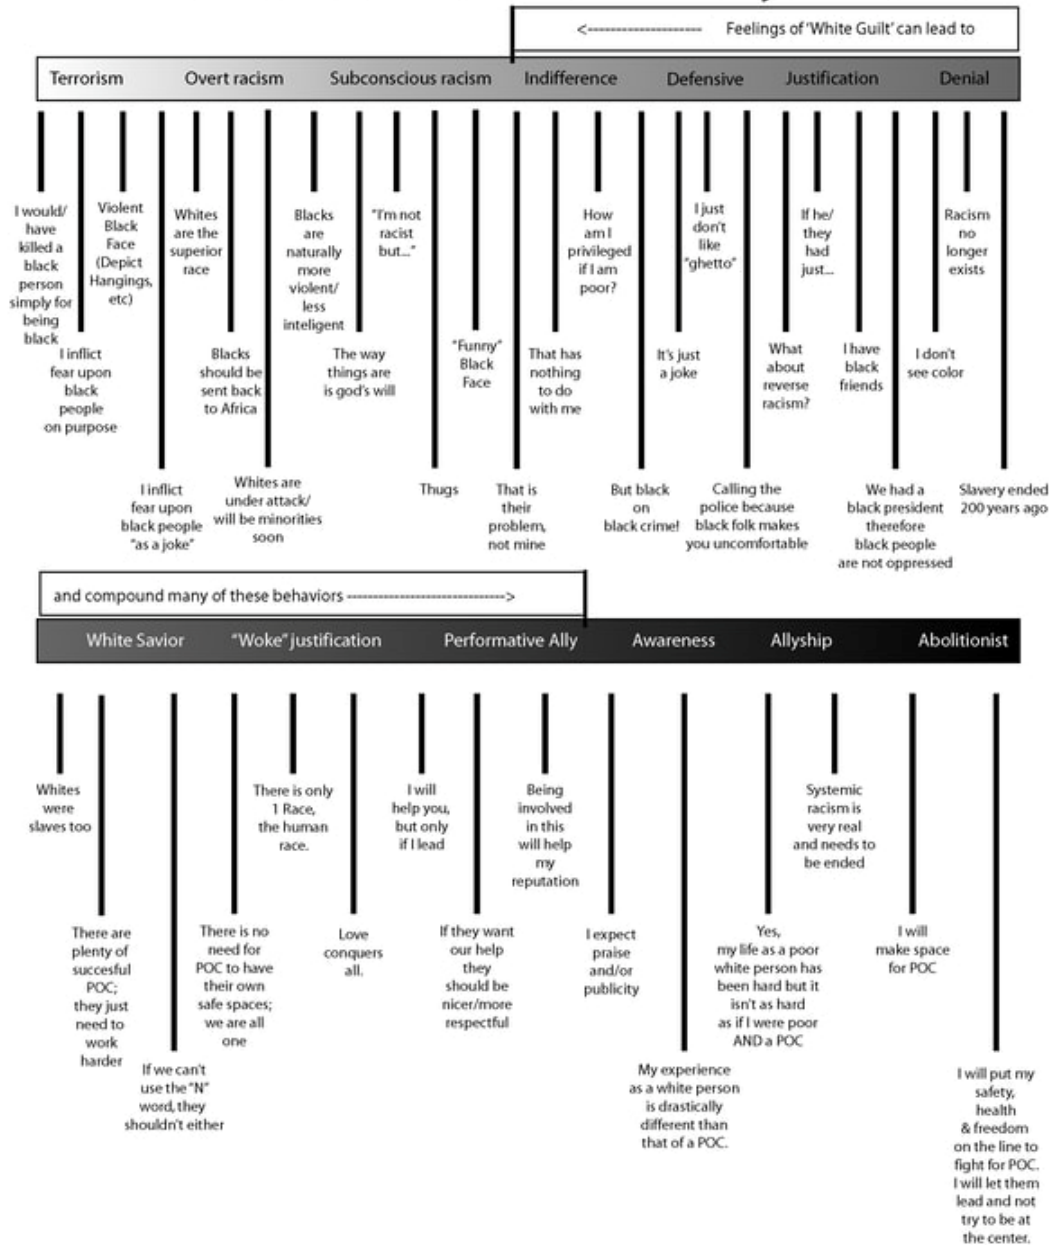 <--------------------- Feelings of 'White Guilt' can lead to
Terrorism Overt racism Subconscious racism Indifference Defensive Justification Denial
I would/
have
killed a
black
person
simply for
being
black
I inflict
fear upon
black
people
on purpose
Violent
Black
Face
(Depict
Hangings,
etc)
I inflict
fear upon
black people
"as a joke"
Whites
are the
superior
race
Blacks
should be
sent back
to Africa
Whites are
under attack/
will be minorities
soon
Blacks
are
naturally
more
violent/
less
inteligent
The way
things are
is god's will
"I'm not
racist
but..."
Thugs
"Funny"
Black
Face
That is
their
problem,
not mine
That has
nothing
to do
with me
How
am I
privileged
if I am
poor?
But black
on
black crime!
It's just
a joke
I just
don't
like
"ghetto"
Calling the
police because
black folk makes
you uncomfortable
What
about
reverse
racism?
If he/
they
had
just...
I have
black
friends
We had a
black president
therefore
black people
are not oppressed
I don't
see color
Racism
no
longer
exists
Slavery ended
200 years ago
and compound many of these behaviors ----------------------------->
White Savior "Woke" justification Performative Ally Awareness Allyship Abolitionist
Whites
were
slaves too
There are
plenty of
succesful
POC;
they just
need to
work
harder
If we can't
use the "N"
word, they
shouldn't either
There is no
need for
POC to have
their own
safe spaces;
we are all
one
There is only
1 Race,
the human
race.
Love
conquers
all.
I will
help you,
but only
if I lead
If they want
our help
they
should be
nicer/more
respectful
Being
involved
in this
will help
my
reputation
I expect
praise
and/or
publicity
My experience
as a white person
is drastically
different than
that of a POC.
Yes,
my life as a poor
white person has
been hard but it
isn't as hard
as if I were poor
AND a POC
Systemic
racism is
very real
and needs to
be ended
I will
make space
for POC
I will put my
safety,
health
& freedom
on the line to
fight for POC.
I will let them
lead and not
try to be at
the center.